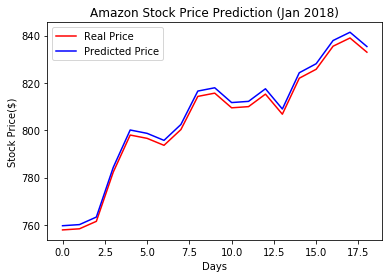 Amazon Stock Price Prediction (Jan 2018)
Real Price
Predicted Price
Stock Price($)
840
820
800
780
760
0.0 2.5 5.0 7.5 10.0 12.5 15.0 17.5
Days